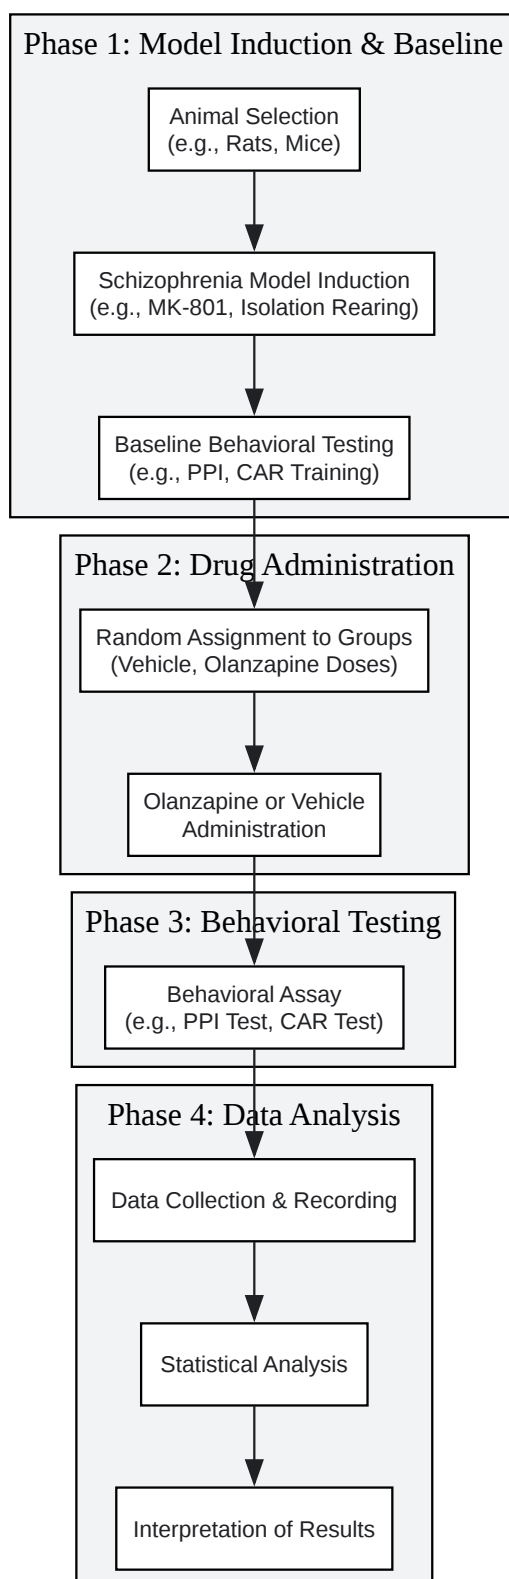 Phase 1: Model Induction & Baseline
Animal Selection
(e.g., Rats, Mice)
Schizophrenia Model Induction
(e.g., MK-801, Isolation Rearing)
Baseline Behavioral Testing
(e.g., PPI, CAR Training)
Phase 2: Drug Administration
Random Assignment to Groups
(Vehicle, Olanzapine Doses)
Olanzapine or Vehicle
Administration
Phase 3: Behavioral Testing
Behavioral Assay
(e.g., PPI Test, CAR Test)
Phase 4: Data Analysis
Data Collection & Recording
Statistical Analysis
Interpretation of Results